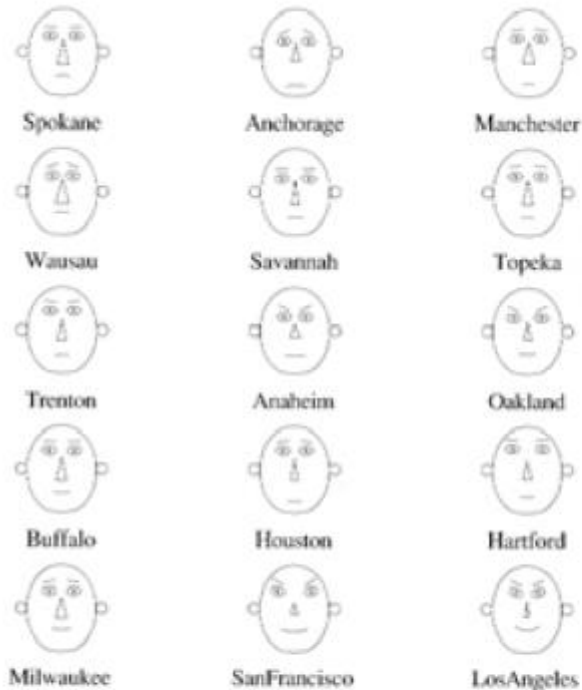 Spokane Anchorage Manchester
Wausau Savannah Topeka
Trenton Anaheim Oakland
Buffalo Houston Hartford
Milwaukee SanFrancisco LosAngeles